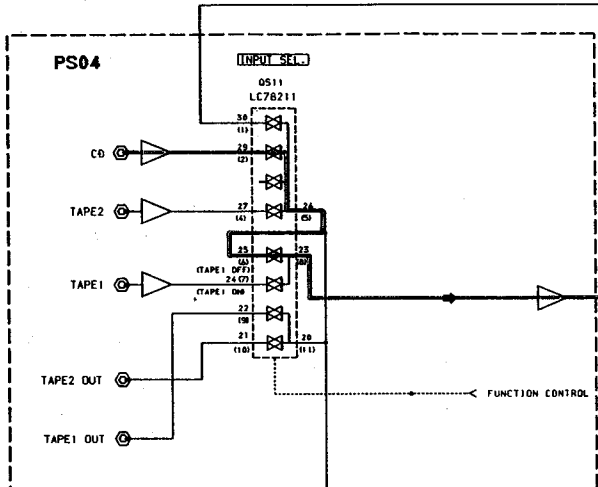 PS04
INPUT SEL.
QS11
LC78211
30
(1)
CD
29
(2)
TAPE2
27
(4)
26
(5)
25
(6)
23
(8)
(TAPE1 OFF)
TAPE1
24(7)
(TAPE1 ON)
22
(9)
21
(10)
20
(11)
TAPE2 OUT
FUNCTION CONTROL
TAPE1 OUT